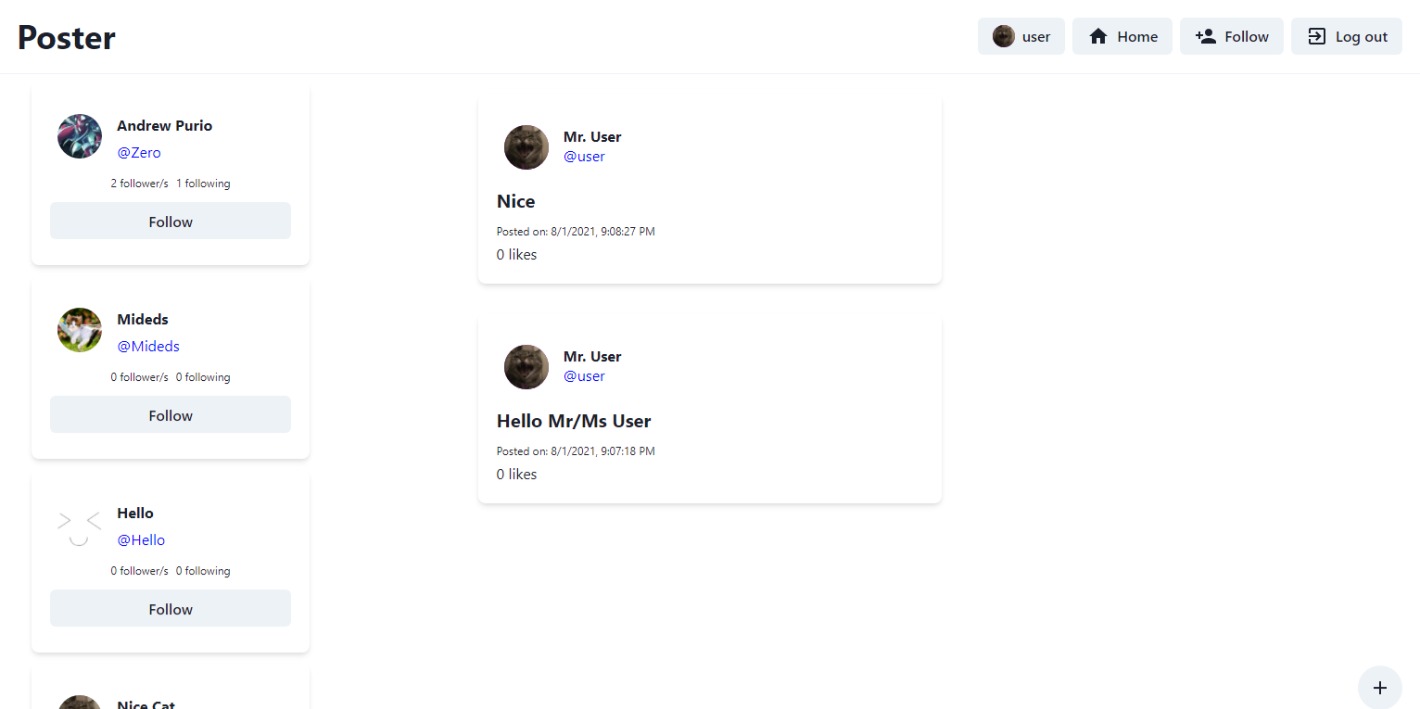 Poster
user Home Follow Log out
Andrew Purio
@Zero
2 follower/s 1 following
Follow
Mideds
@Mideds
0 follower/s 0 following
Follow
Hello
@Hello
0 follower/s 0 following
Follow
Nice Cat
Mr. User
@user
Nice
Posted on: 8/1/2021, 9:08:27 PM
0 likes
Mr. User
@user
Hello Mr/Ms User
Posted on: 8/1/2021, 9:07:18 PM
0 likes